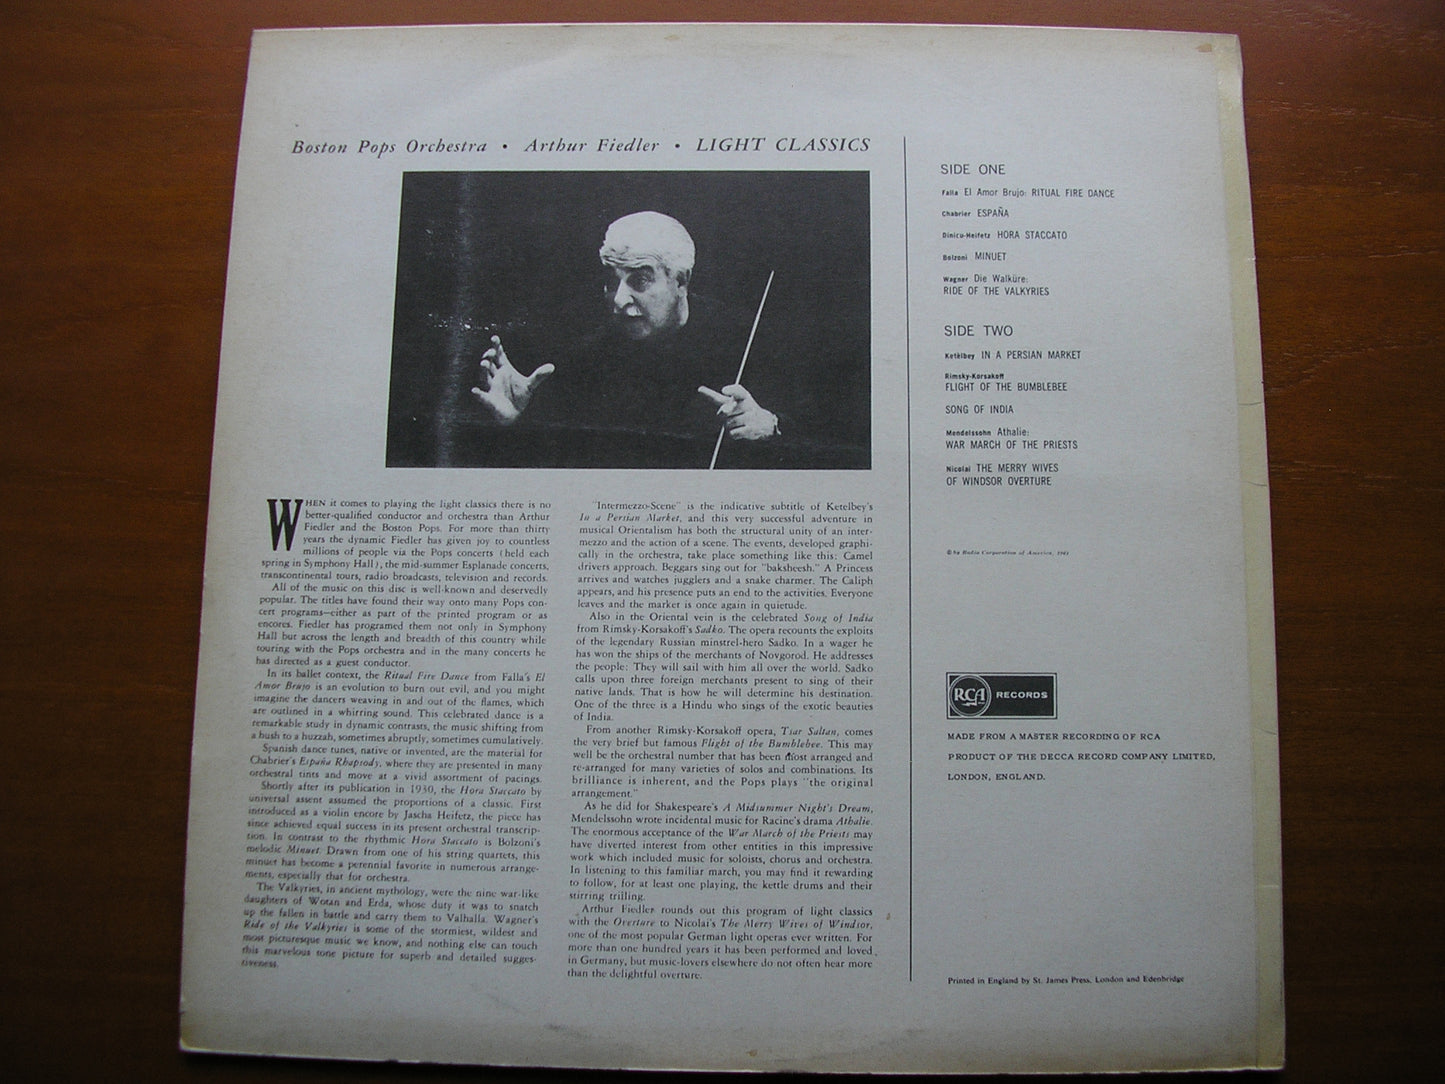 Boston Pops Orchestra • Arthur Fiedler • LIGHT CLASSICS
WHEN it comes to playing the light classics there is no
better-qualified conductor and orchestra than Arthur
Fiedler and the Boston Pops. For more than thirty
years the dynamic Fiedler has given joy to countless
millions of people via the Pops concerts (held each
spring in Symphony Hall), the mid-summer Esplanade concerts,
transcontinental tours, radio broadcasts, television and records.
All of the music on this disc is well-known and deservedly
popular. The titles have found their way onto many Pops con-
cert programs—either as part of the printed program or as
encores. Fiedler has programed them not only in Symphony
Hall but across the length and breadth of this country while
touring with the Pops orchestra and in the many concerts he
has directed as a guest conductor.
In its ballet context, the Ritual Fire Dance from Falla's El
Amor Brujo is an evolution to burn out evil, and you might
imagine the dancers weaving in and out of the flames, which
are outlined in a whirring sound. This celebrated dance is a
remarkable study in dynamic contrasts, the music shifting from
a hush to a huzzah, sometimes abruptly, sometimes cumulatively.
Spanish dance tunes, native or invented, are the material for
Chabrier's España Rhapsody, where they are presented in many
orchestral tints and move at a vivid assortment of pacings.
Shortly after its publication in 1930, the Hora Staccato by
universal assent assumed the proportions of a classic. First
introduced as a violin encore by Jascha Heifetz, the piece has
since achieved equal success in its present orchestral transcrip-
tion. In contrast to the rhythmic Hora Staccato is Bolzoni's
melodic Minuet. Drawn from one of his string quartets, this
minuet has become a perennial favorite in numerous arrange-
ments, especially that for orchestra.
The Valkyries, in ancient mythology, were the nine war-like
daughters of Wotan and Erda, whose duty it was to snatch
up the fallen in battle and carry them to Valhalla. Wagner's
Ride of the Valkyries is some of the stormiest, wildest and
most picturesque music we know, and nothing else can touch
this marvelous tone picture for superb and detailed sugges-
tiveness.
"Intermezzo-Scene" is the indicative subtitle of Ketelbey's
In a Persian Market, and this very successful adventure in
musical Orientalism has both the structural unity of an inter-
mezzo and the action of a scene. The events, developed graphi-
cally in the orchestra, take place something like this: Camel
drivers approach. Beggars sing out for "baksheesh." A Princess
arrives and watches jugglers and a snake charmer. The Caliph
appears, and his presence puts an end to the activities. Everyone
leaves and the market is once again in quietude.
Also in the Oriental vein is the celebrated Song of India
from Rimsky-Korsakoff's Sadko. The opera recounts the exploits
of the legendary Russian minstrel-hero Sadko. In a wager he
has won the ships of the merchants of Novgorod. He addresses
the people: They will sail with him all over the world. Sadko
calls upon three foreign merchants present to sing of their
native lands. That is how he will determine his destination.
One of the three is a Hindu who sings of the exotic beauties
of India.
From another Rimsky-Korsakoff opera, Tsar Saltan, comes
the very brief but famous Flight of the Bumblebee. This may
well be the orchestral number that has been most arranged and
re-arranged for many varieties of solos and combinations. Its
brilliance is inherent, and the Pops plays "the original
arrangement."
As he did for Shakespeare's A Midsummer Night's Dream,
Mendelssohn wrote incidental music for Racine's drama Athalie.
The enormous acceptance of the War March of the Priests may
have diverted interest from other entities in this impressive
work which included music for soloists, chorus and orchestra.
In listening to this familiar march, you may find it rewarding
to follow, for at least one playing, the kettle drums and their
stirring trilling.
Arthur Fiedler rounds out this program of light classics
with the Overture to Nicolai's The Merry Wives of Windsor,
one of the most popular German light operas ever written. For
more than one hundred years it has been performed and loved
in Germany, but music-lovers elsewhere do not often hear more
than the delightful overture.
SIDE ONE
Falla El Amor Brujo: RITUAL FIRE DANCE
Chabrier ESPAÑA
Dinicu-Heifetz HORA STACCATO
Bolzoni MINUET
Wagner Die Walküre:
RIDE OF THE VALKYRIES
SIDE TWO
Ketèlbey IN A PERSIAN MARKET
Rimsky-Korsakoff
FLIGHT OF THE BUMBLEBEE
SONG OF INDIA
Mendelssohn Athalie:
WAR MARCH OF THE PRIESTS
Nicolai THE MERRY WIVES
OF WINDSOR OVERTURE
© by Radio Corporation of America,
RCA RECORDS
MADE FROM A MASTER RECORDING OF RCA
PRODUCT OF THE DECCA RECORD COMPANY LIMITED,
LONDON, ENGLAND.
Printed in England by St. James Press, London and Edenbridge